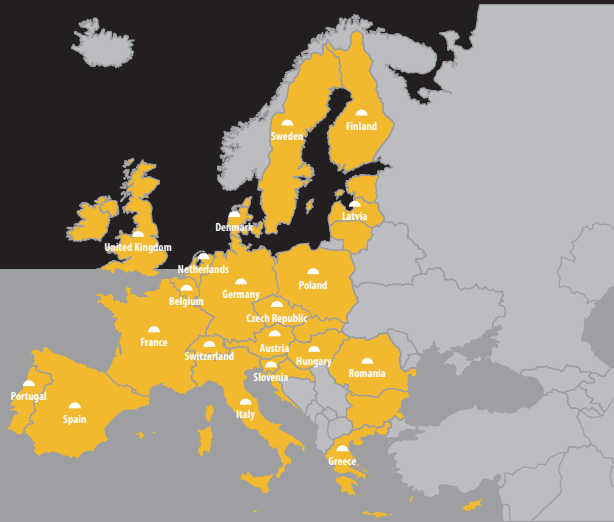 Finland
Sweden
Latvia
Denmark
United Kingdom
Netherlands
Poland
Germany
Belgium
Czech Republic
France
Austria
Switzerland
Hungary
Romania
Slovenia
Portugal
Italy
Spain
Greece